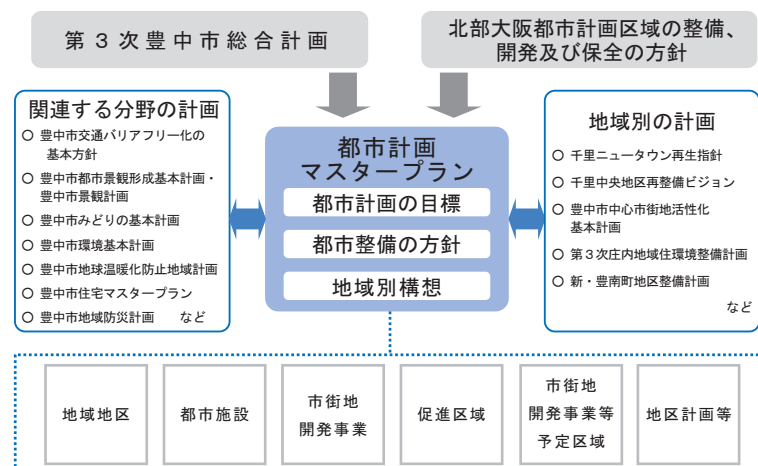 第３次豊中市総合計画
北部大阪都市計画区域の整備、
開発及び保全の方針
関連する分野の計画
○ 豊中市交通バリアフリー化の
基本方針
○ 豊中市都市景観形成基本計画・
豊中市景観計画
○ 豊中市みどりの基本計画
○ 豊中市環境基本計画
○ 豊中市地球温暖化防止地域計画
○ 豊中市住宅マスタープラン
○ 豊中市地域防災計画　など
都市計画
マスタープラン
都市計画の目標
都市整備の方針
地域別構想
地域別の計画
○ 千里ニュータウン再生指針
○ 千里中央地区再整備ビジョン
○ 豊中市中心市街地活性化
基本計画
○ 第３次庄内地域住環境整備計画
○ 新・豊南町地区整備計画
など
地域地区
都市施設
市街地
開発事業
促進区域
市街地
開発事業等
予定区域
地区計画等